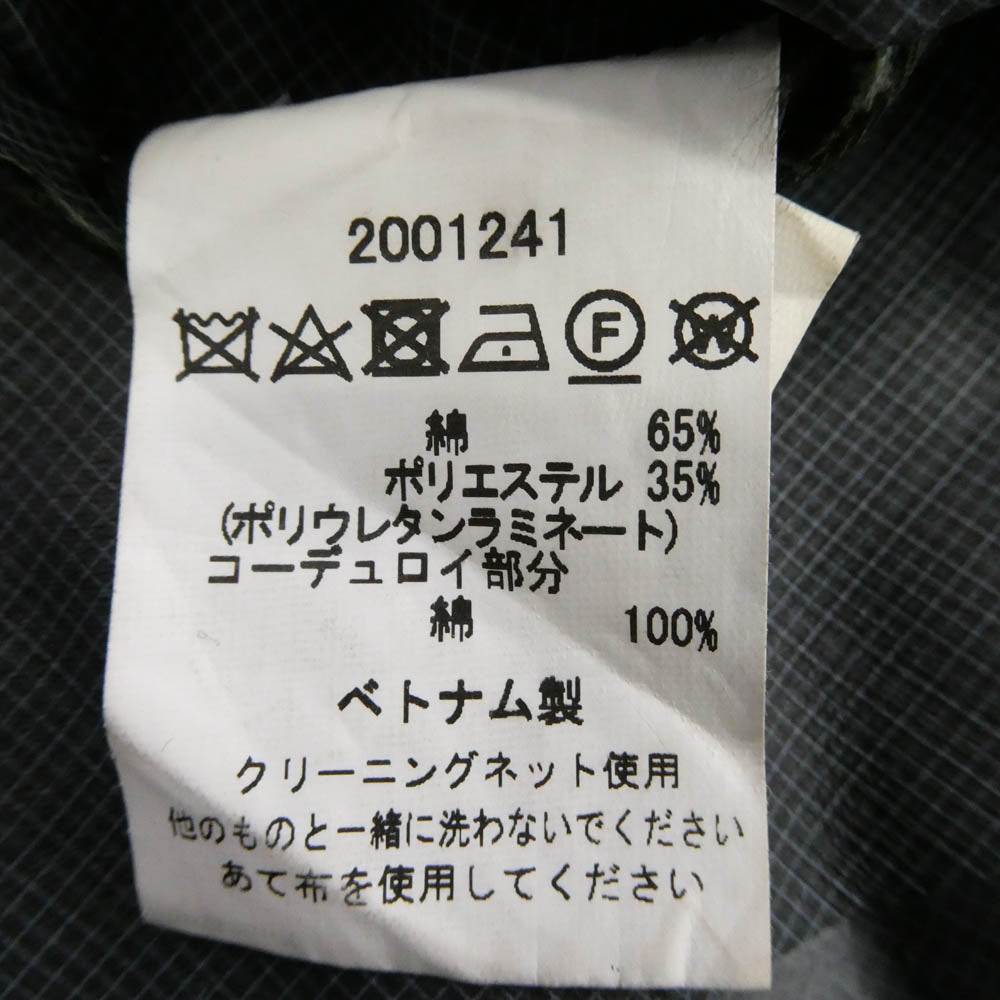 2001241
F W
綿 65%
ポリエステル 35%
(ポリウレタンラミネート)
コーデュロイ部分
綿 100%
ベトナム製
クリーニングネット使用
他のものと一緒に洗わないでください
あて布を使用してください